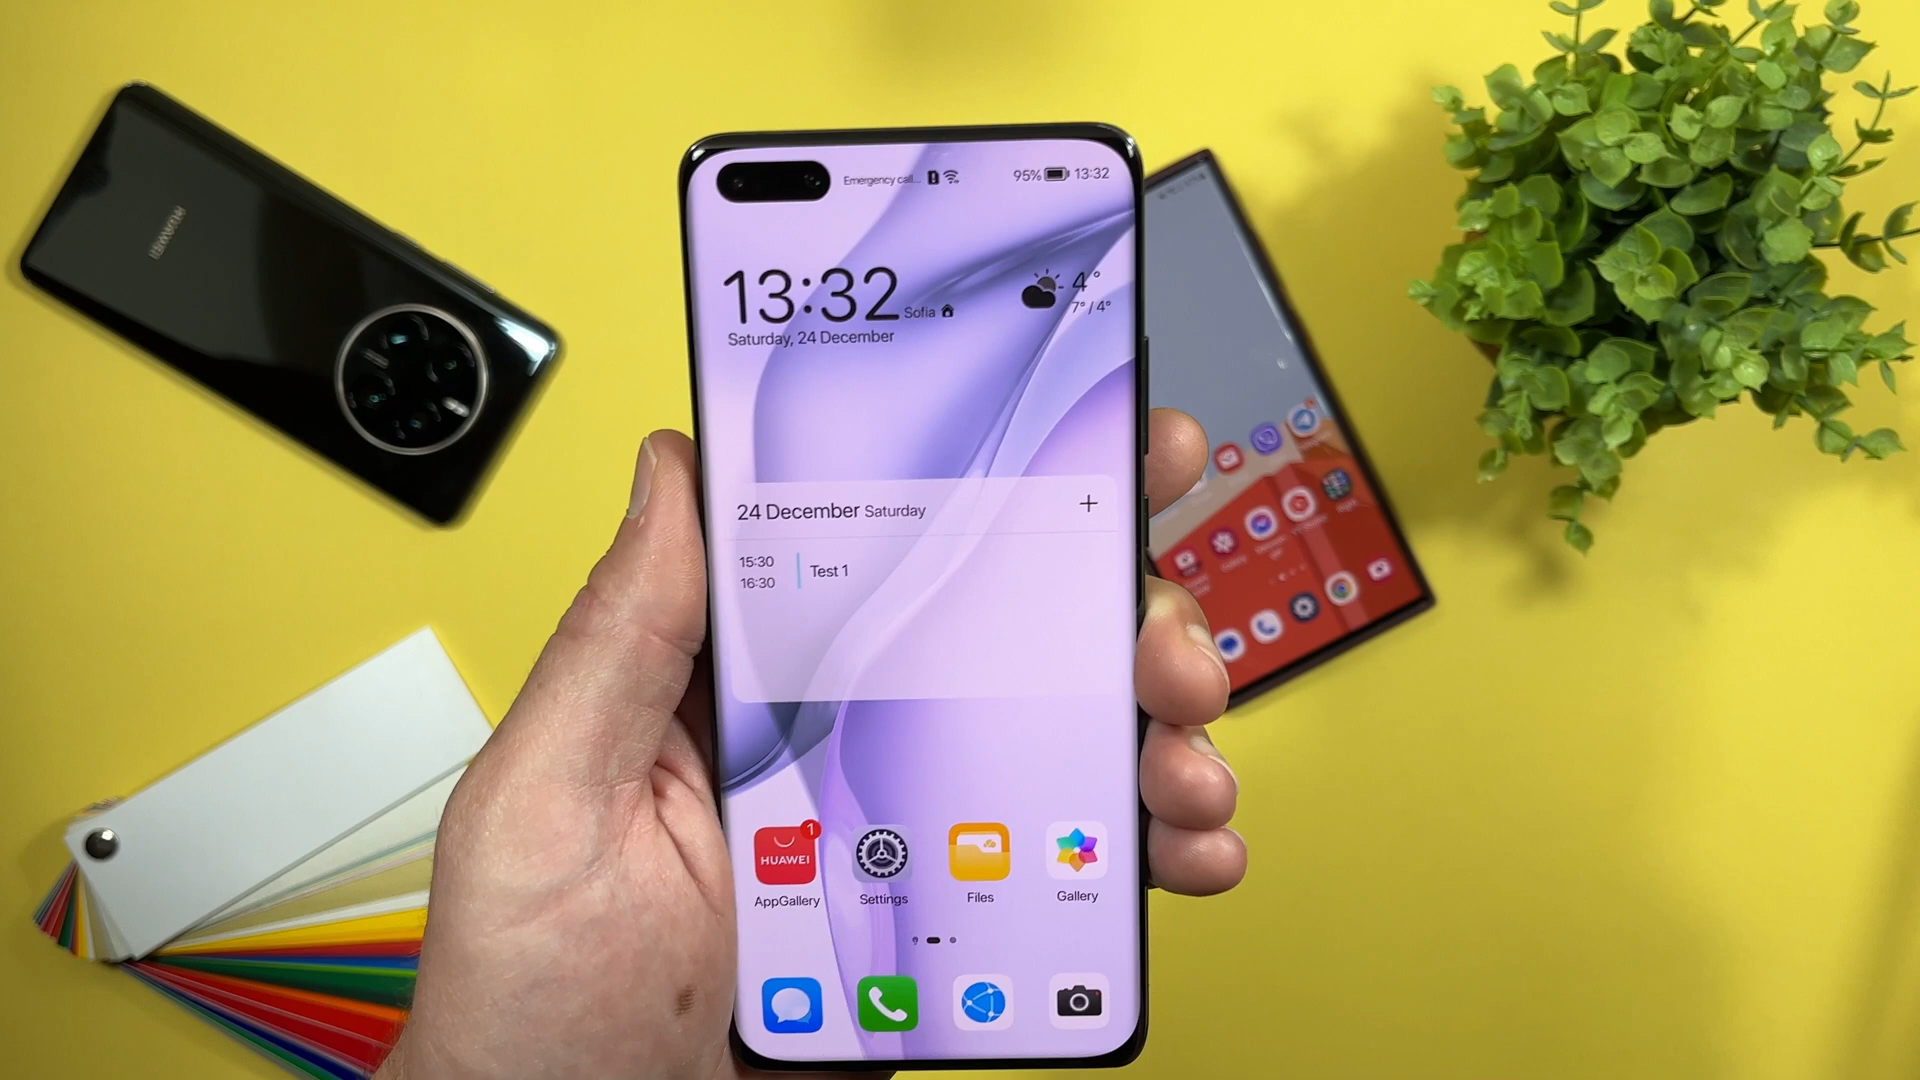 HUAWEI
Emergency call... 95% 13:32
13:32 Sofia 4°
7° / 4°
Saturday, 24 December
24 December Saturday +
15:30
16:30
Test 1
1
HUAWEI
AppGallery Settings Files Gallery